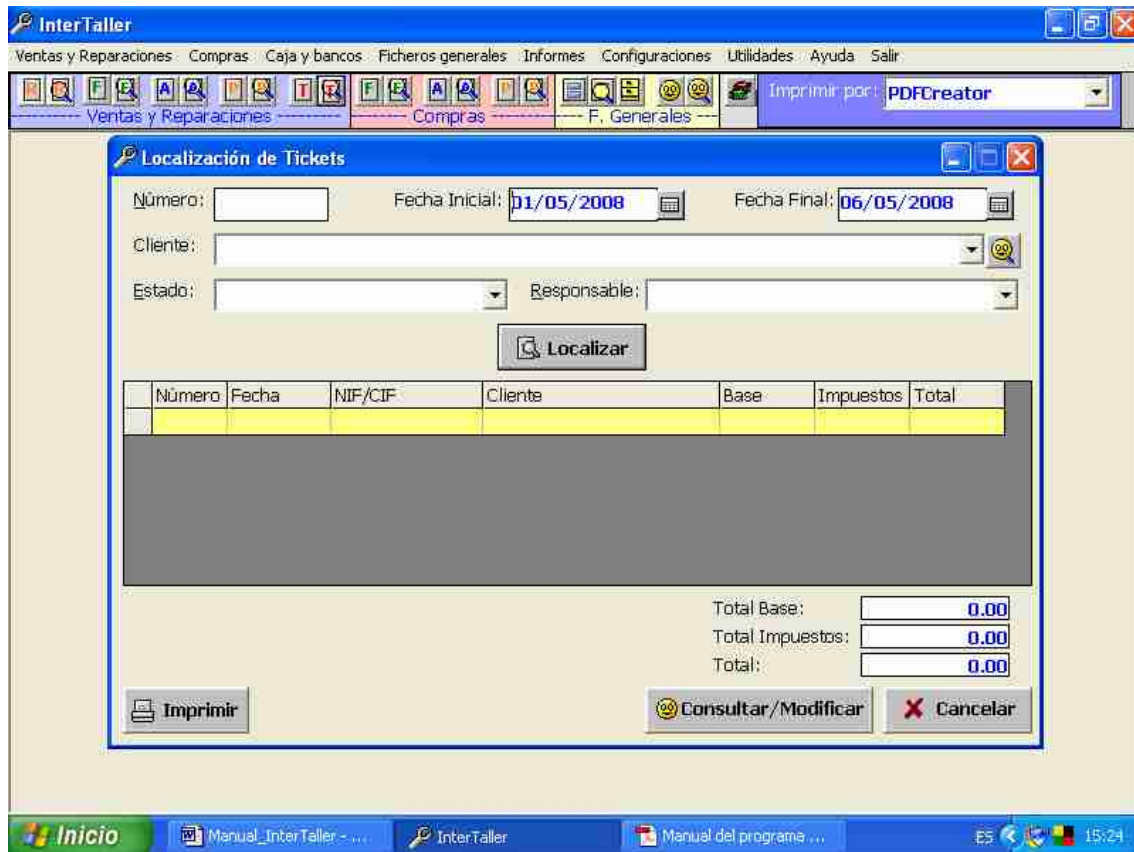 InterTaller
Ventas y Reparaciones Compras Caja y bancos Ficheros generales Informes Configuraciones Utilidades Ayuda Salir
R F F A A P T T F F A A P Imprimir por: PDFCreator
Ventas y Reparaciones Compras F. Generales
Localización de Tickets
Número: Fecha Inicial: 01/05/2008 Fecha Final: 06/05/2008
Cliente:
Estado: Responsable:
Localizar
Número Fecha NIF/CIF Cliente Base Impuestos Total
Total Base: 0.00
Total Impuestos: 0.00
Total: 0.00
Imprimir Consultar/Modificar Cancelar
Inicio Manual_InterTaller - ... InterTaller Manual del programa ... ES 15:24